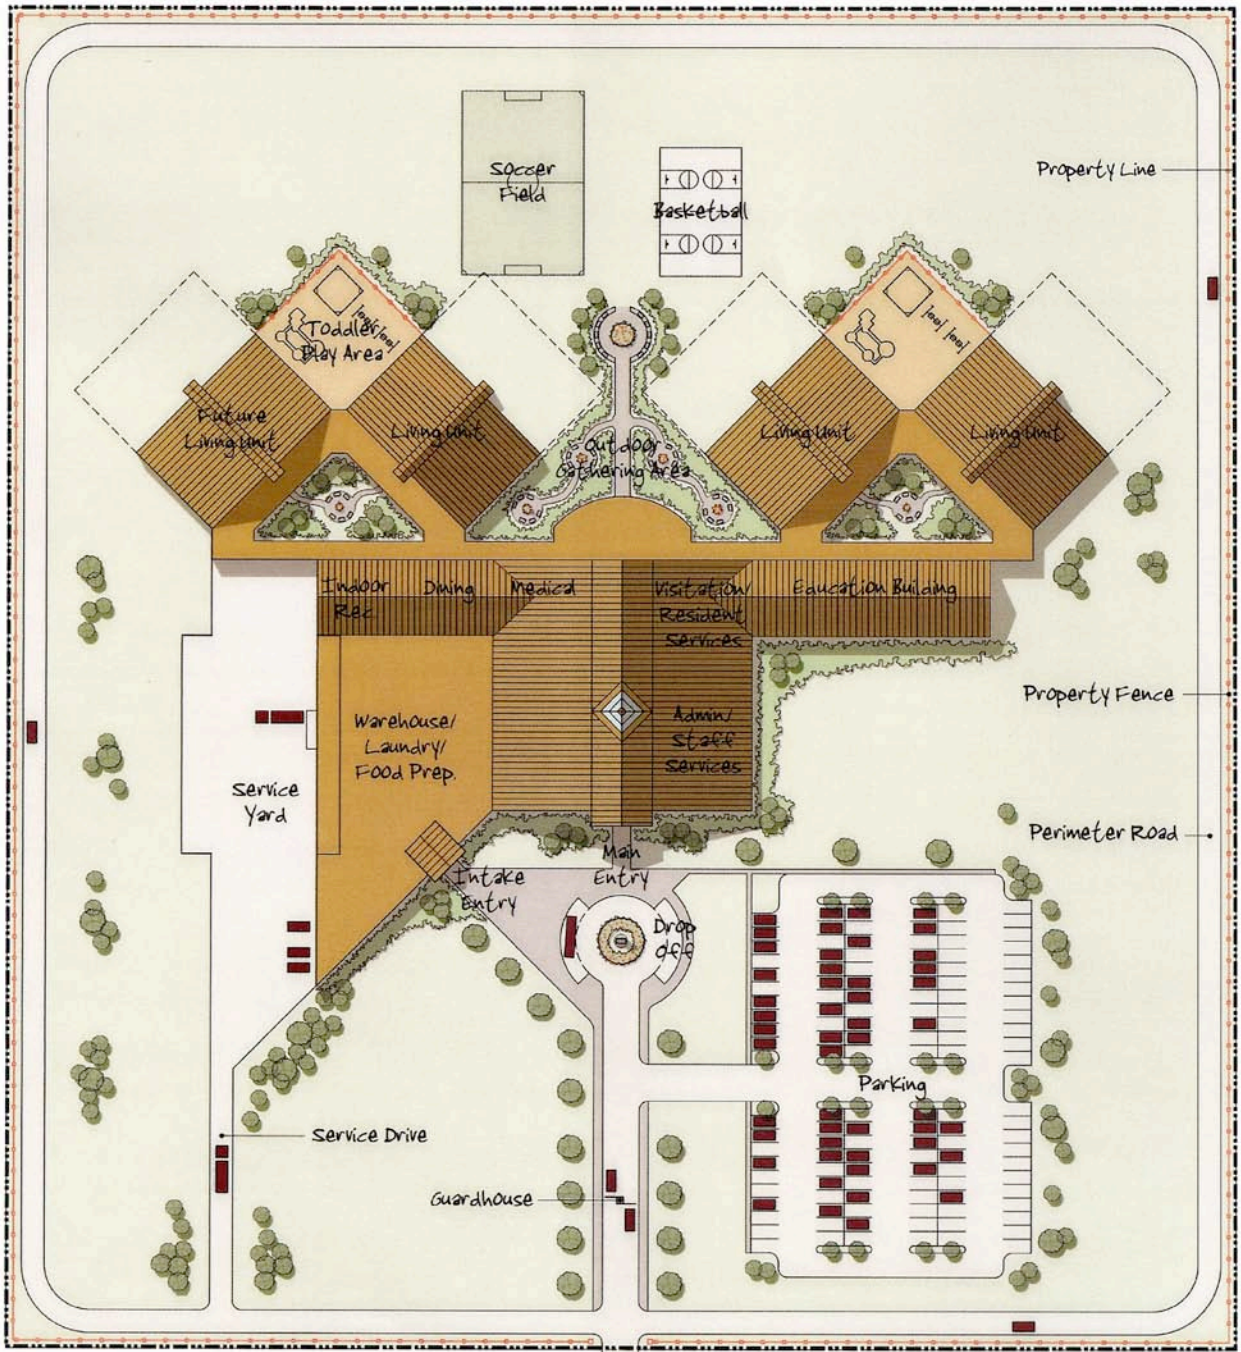 Soccer
Field
Basketball
Property Line
Toddler
Play Area
Future
Living Unit
Living Unit
Outdoor
Gathering Area
Living Unit
Living Unit
Indoor
Rec.
Dining
Medical
Visitation/
Resident
Services
Education Building
Property Fence
Warehouse/
Laundry/
Food Prep.
Admin/
Staff
Services
Service
Yard
Perimeter Road
Main
Entry
Intake
Entry
Drop
off
Parking
Service Drive
Guardhouse